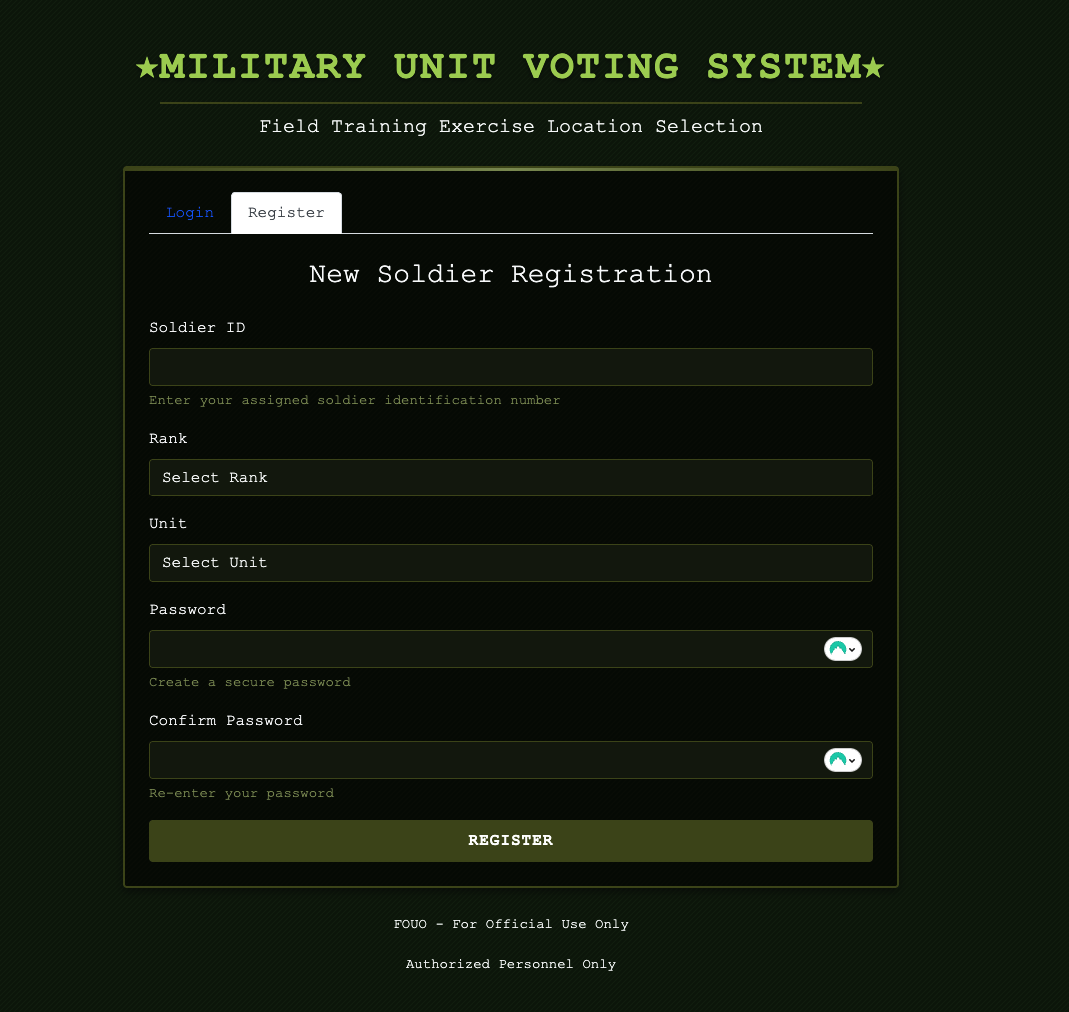 ★MILITARY UNIT VOTING SYSTEM★
Field Training Exercise Location Selection
Login Register
New Soldier Registration
Soldier ID
Enter your assigned soldier identification number
Rank
Select Rank
Unit
Select Unit
Password
Create a secure password
Confirm Password
Re-enter your password
REGISTER
FOUO - For Official Use Only
Authorized Personnel Only